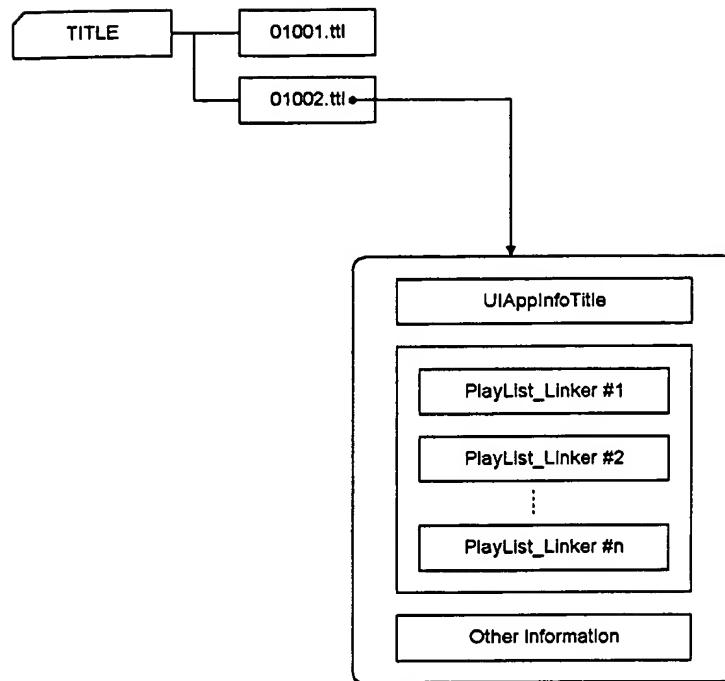 TITLE
01001.ttl
01002.ttl
UIAppInfoTitle
PlayList_Linker #1
PlayList_Linker #2
PlayList_Linker #n
Other Information